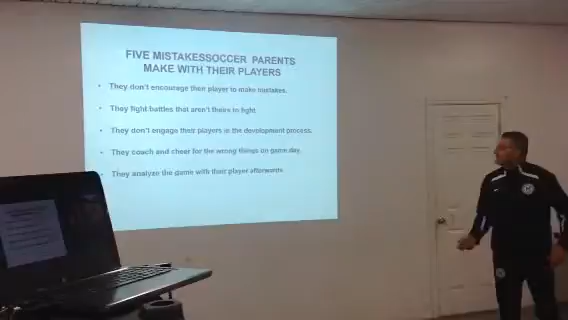 FIVE MISTAKESSOCCER PARENTS
MAKE WITH THEIR PLAYERS
• They don't encourage their player to make mistakes.
• They fight battles that aren't theirs to fight.
• They don't engage their players in the development process.
• They coach and cheer for the wrong things on game day.
• They analyze the game with their player afterwards